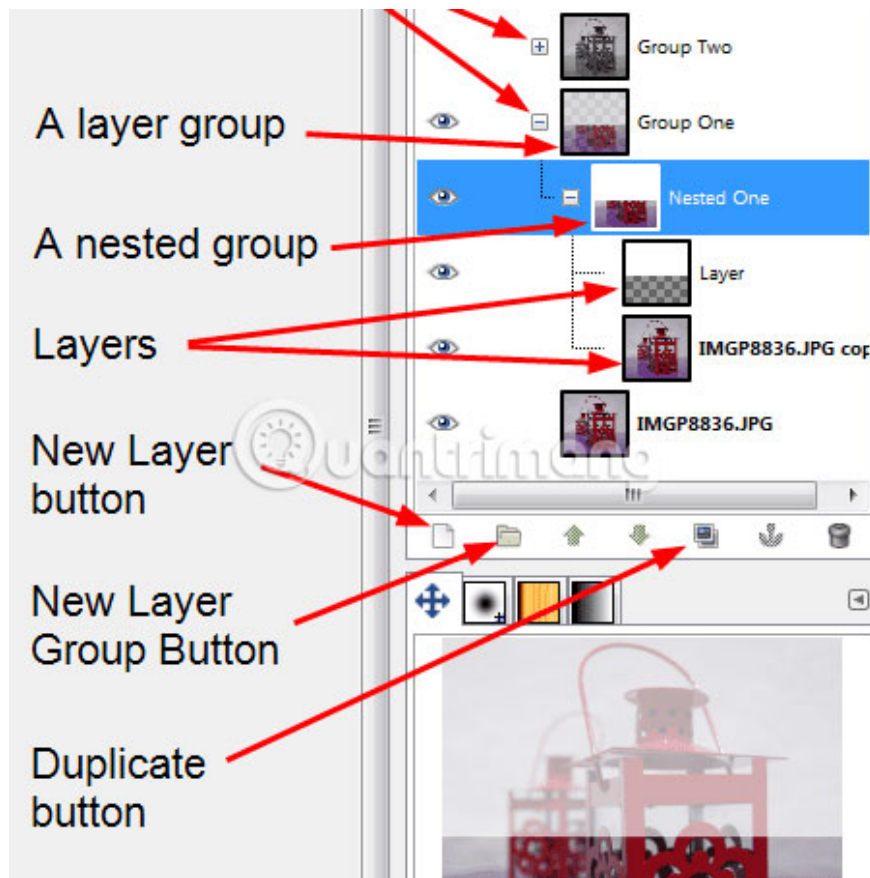 Group Two
A layer group
Group One
A nested group
Nested One
Layers
Layer
IMGP8836.JPG cop
IMGP8836.JPG
Quantrimang
New Layer
button
New Layer
Group Button
Duplicate
button